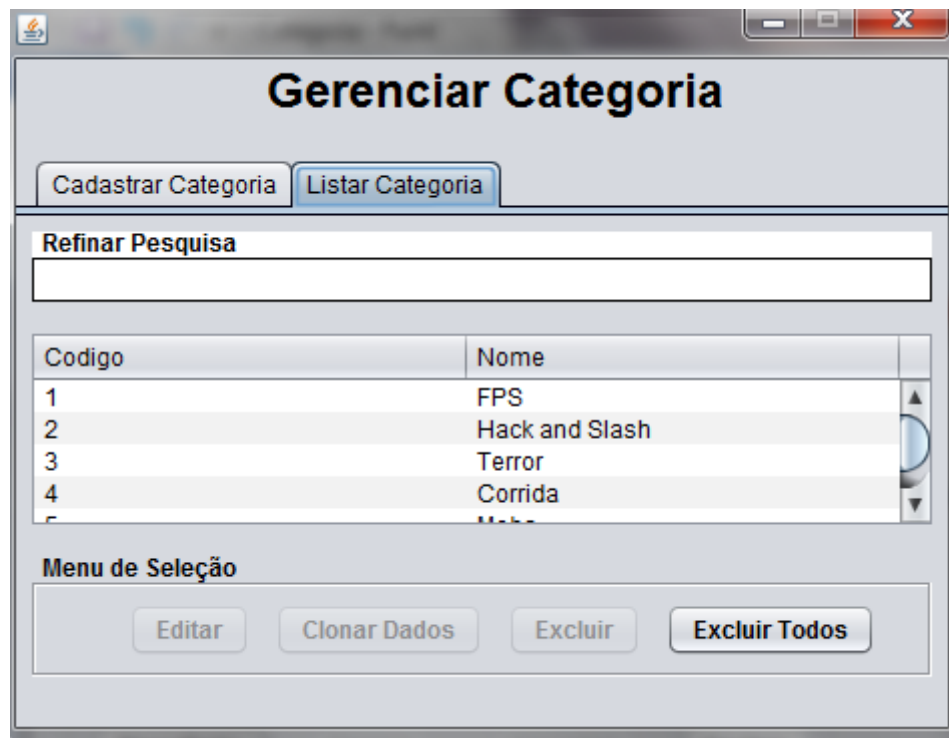 Gerenciar Categoria
Cadastrar Categoria Listar Categoria
Refinar Pesquisa
Codigo Nome
1 FPS
2 Hack and Slash
3 Terror
4 Corrida
Menu de Seleção
Editar Clonar Dados Excluir Excluir Todos